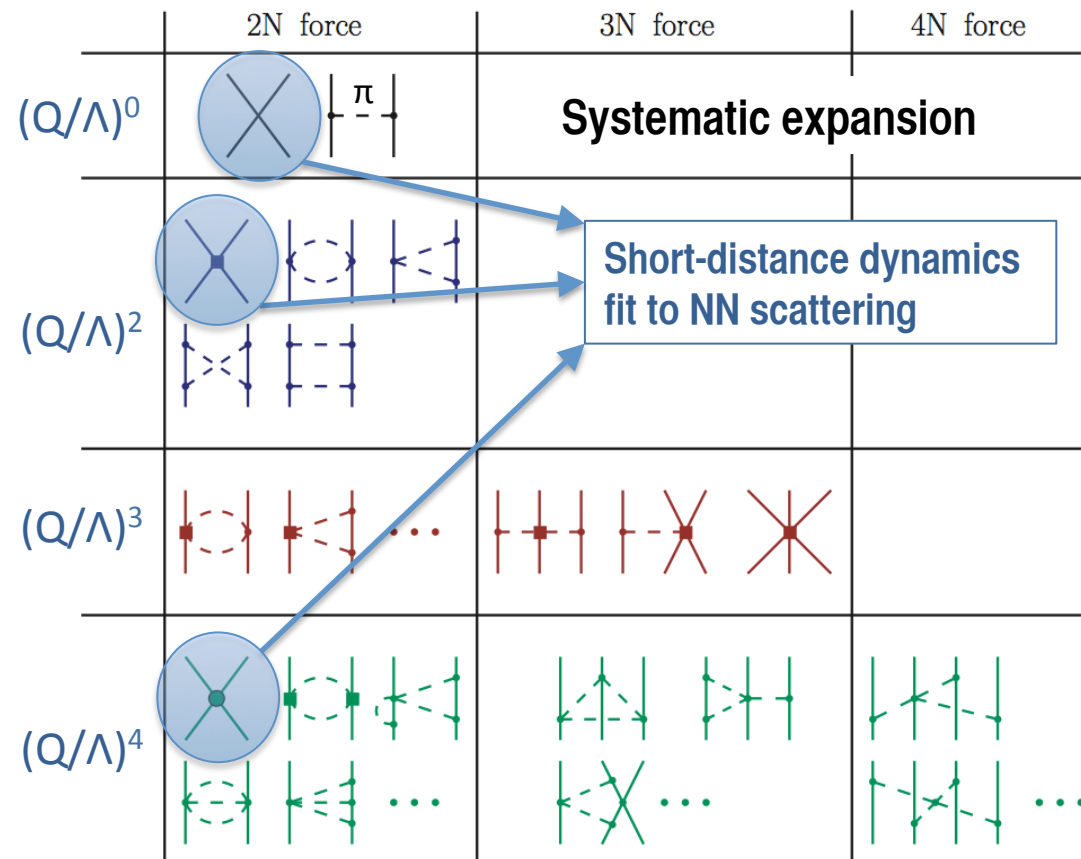 2N force 3N force 4N force
(Q/Λ)⁰
π
Systematic expansion
(Q/Λ)²
Short-distance dynamics
fit to NN scattering
(Q/Λ)³
(Q/Λ)⁴